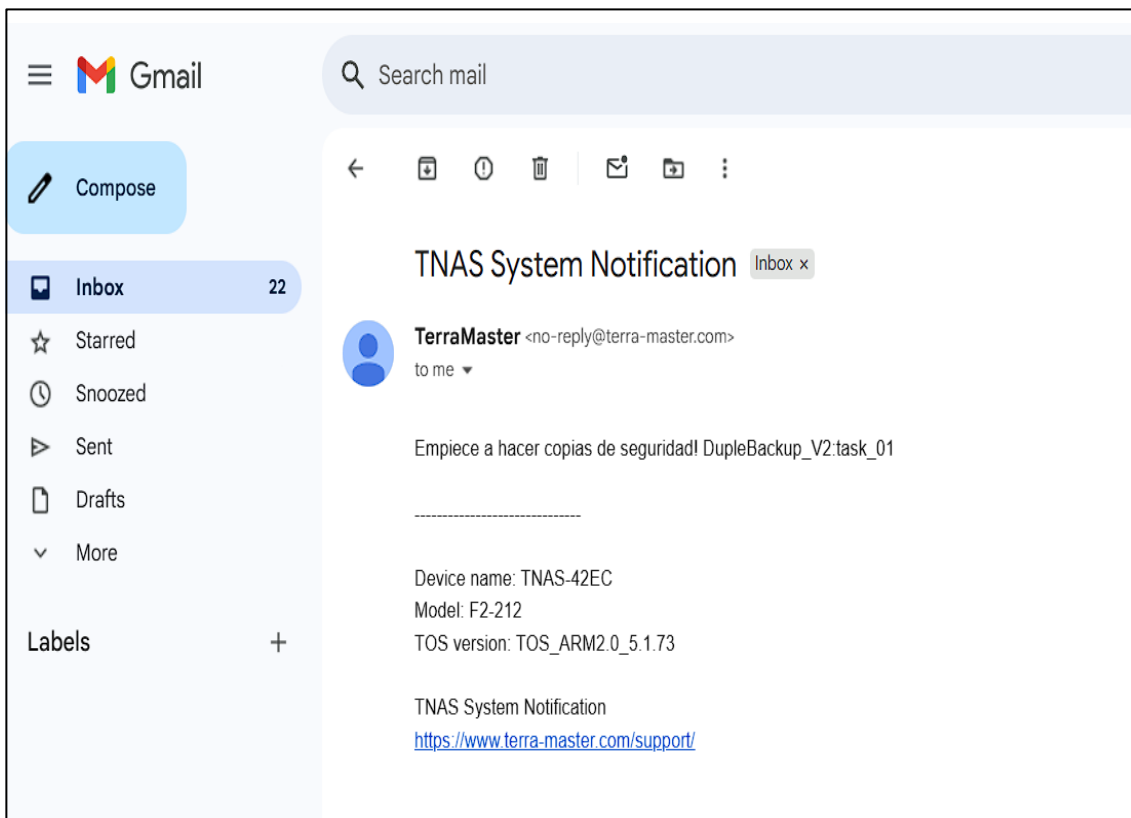 Gmail
Search mail
Compose
Inbox 22
Starred
Snoozed
Sent
Drafts
More
Labels
TNAS System Notification Inbox ×
TerraMaster <no-reply@terra-master.com>
to me
Empiece a hacer copias de seguridad! DupleBackup_V2:task_01
------------------------------
Device name: TNAS-42EC
Model: F2-212
TOS version: TOS_ARM2.0_5.1.73
TNAS System Notification
https://www.terra-master.com/support/